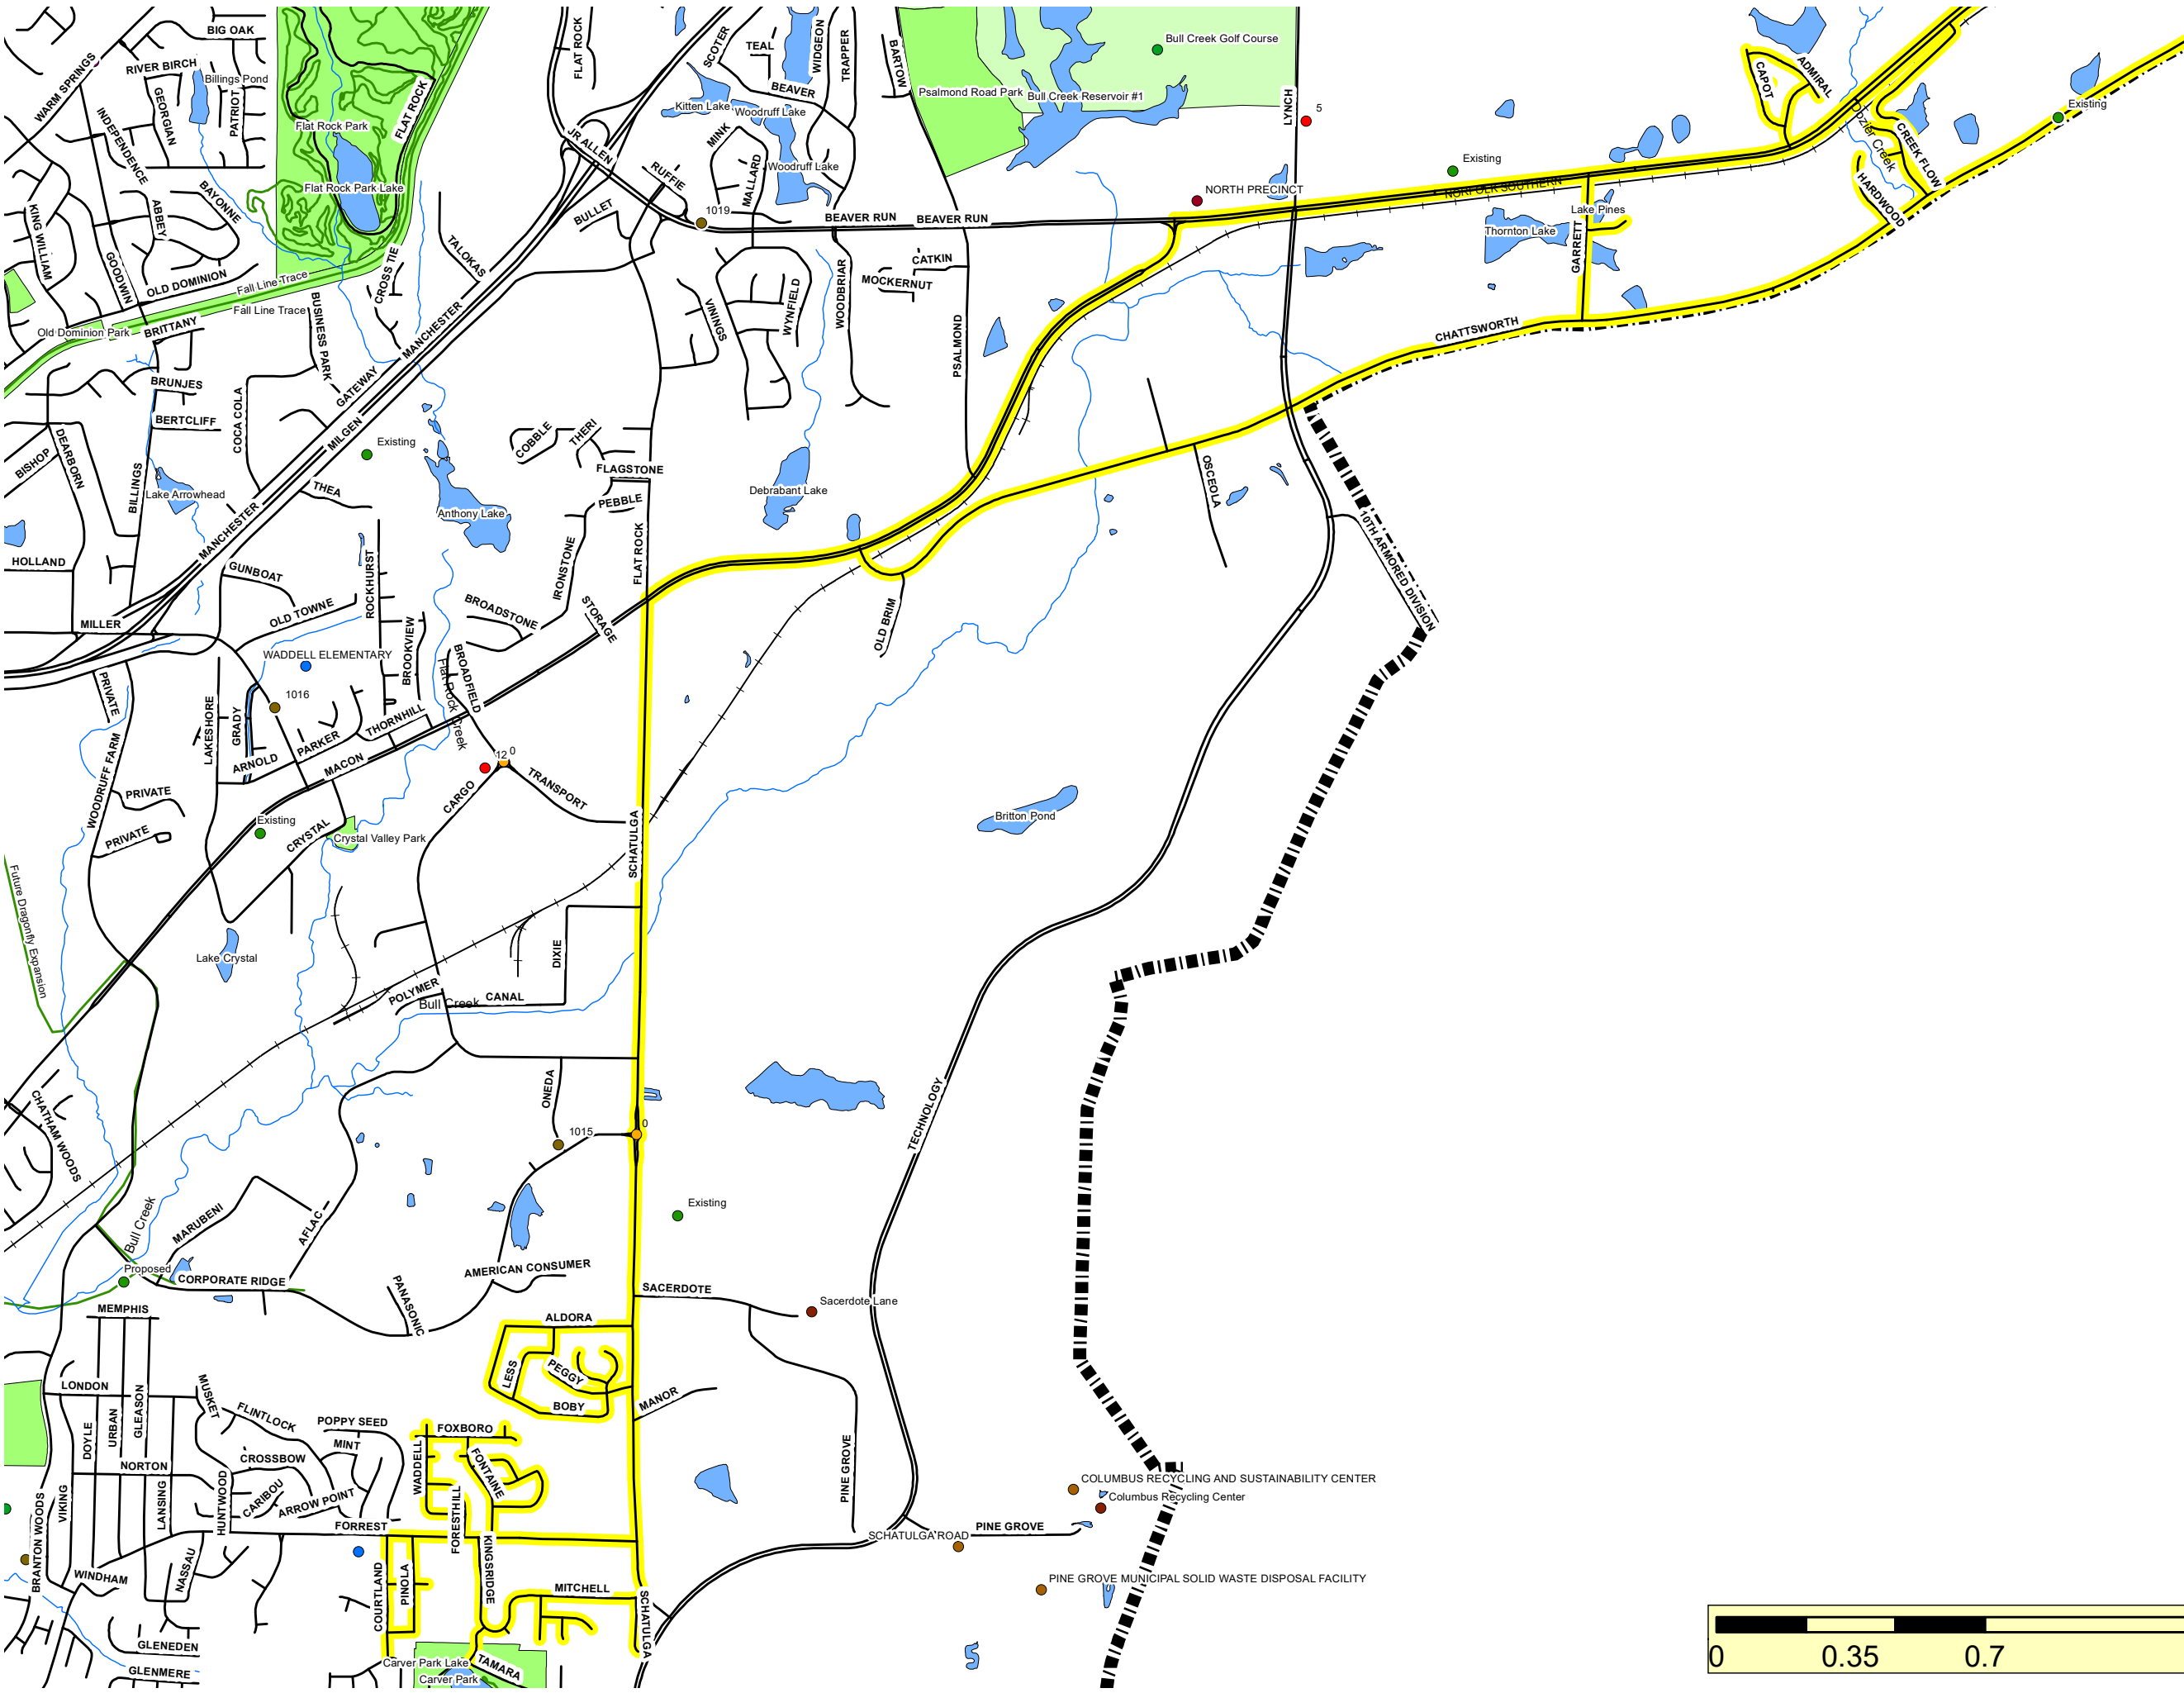 BIG OAK
FLAT ROCK
SCOTER
TEAL
WIDGEON
TRAPPER
BARTOW
Bull Creek Golf Course
WARM SPRINGS
RIVER BIRCH
Billings Pond
GEORGIAN
PATRIOT
INDEPENDENCE
FLAT ROCK
Flat Rock Park
Kitten Lake
BEAVER
Woodruff Lake
Psalmond Road Park
Bull Creek Reservoir #1
LYNCH
5
CAPOT
ADMIRAL
Existing
Dozier Creek
CREEK FLOW
HARDWOOD
JR ALLEN
MINK
MALLARD
Woodruff Lake
RUFFIE
BULLET
1019
BEAVER RUN
BEAVER RUN
NORTH PRECINCT
Existing
NORFOLK SOUTHERN
Lake Pines
Thornton Lake
GARRETT
CHATTSWORTH
Flat Rock Park Lake
BAYONNE
ABBEY
KING WILLIAM
GOODWIN
OLD DOMINION
Fall Line Trace
Fall Line Trace
CROSS TIE
TALOKAS
Old Dominion Park
BRITTANY
BUSINESS PARK
MANCHESTER
GATEWAY
MILGEN
VININGS
WYNFIELD
WOODBRIAR
CATKIN
MOCKERNUT
PSALMOND
BRUNJES
BERTCLIFF
COCA COLA
BISHOP
DEARBORN
BILLINGS
Lake Arrowhead
MANCHESTER
THEA
Existing
Anthony Lake
COBBLE
THERI
FLAGSTONE
PEBBLE
Debrabant Lake
OSCEOLA
10TH ARMORED DIVISION
HOLLAND
GUNBOAT
OLD TOWNE
ROCKHURST
IRONSTONE
FLAT ROCK
MILLER
BROADSTONE
STORAGE
OLD BRIM
WADDELL ELEMENTARY
BROOKVIEW
BROADFIELD
Flat Rock Creek
1016
PRIVATE
LAKESHORE
GRADY
ARNOLD
PARKER
THORNHILL
MACON
12
0
CARGO
TRANSPORT
WOODRUFF FARM
PRIVATE
PRIVATE
Existing
CRYSTAL
Crystal Valley Park
SCHATULGA
Britton Pond
Future Dragonfly Expansion
Lake Crystal
DIXIE
POLYMER
Bull Creek
CANAL
CHATHAM WOODS
ONEDA
1015
0
TECHNOLOGY
Existing
Bull Creek
MARUBENI
AFLAC
Proposed
CORPORATE RIDGE
PANASONIC
AMERICAN CONSUMER
SACERDOTE
Sacerdote Lane
MEMPHIS
ALDORA
LESS
PEGGY
BOBY
MANOR
LONDON
DOYLE
URBAN
GLEASON
MUSKET
FLINTLOCK
POPPY SEED
MINT
FOXBORO
WADDELL
FONTAINE
NORTON
CROSSBOW
CARIBOU
ARROW POINT
HUNTWOOD
LANSING
VIKING
BRANTON WOODS
FORREST
FORESTHILL
KINGSRIDGE
PINE GROVE
COLUMBUS RECYCLING AND SUSTAINABILITY CENTER
Columbus Recycling Center
SCHATULGA ROAD
PINE GROVE
WINDHAM
NASSAU
COURTLAND
PINOLA
MITCHELL
SCHATULGA
PINE GROVE MUNICIPAL SOLID WASTE DISPOSAL FACILITY
GLENEDEN
GLENMERE
Carver Park Lake
TAMARA
Carver Park
0
0.35
0.7